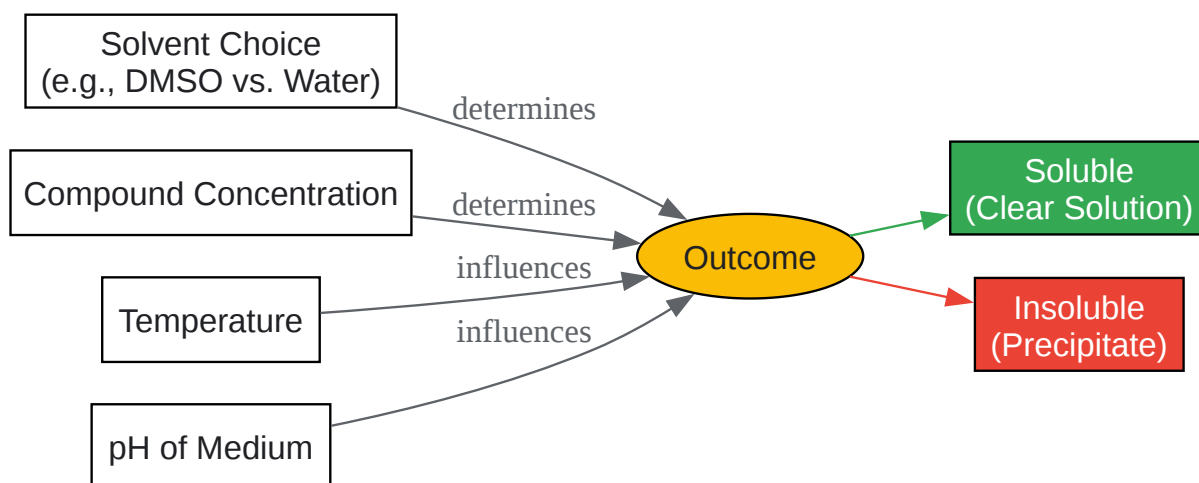 Solvent Choice
(e.g., DMSO vs. Water)
determines
Compound Concentration
determines
Temperature
influences
pH of Medium
influences
Outcome
Soluble
(Clear Solution)
Insoluble
(Precipitate)